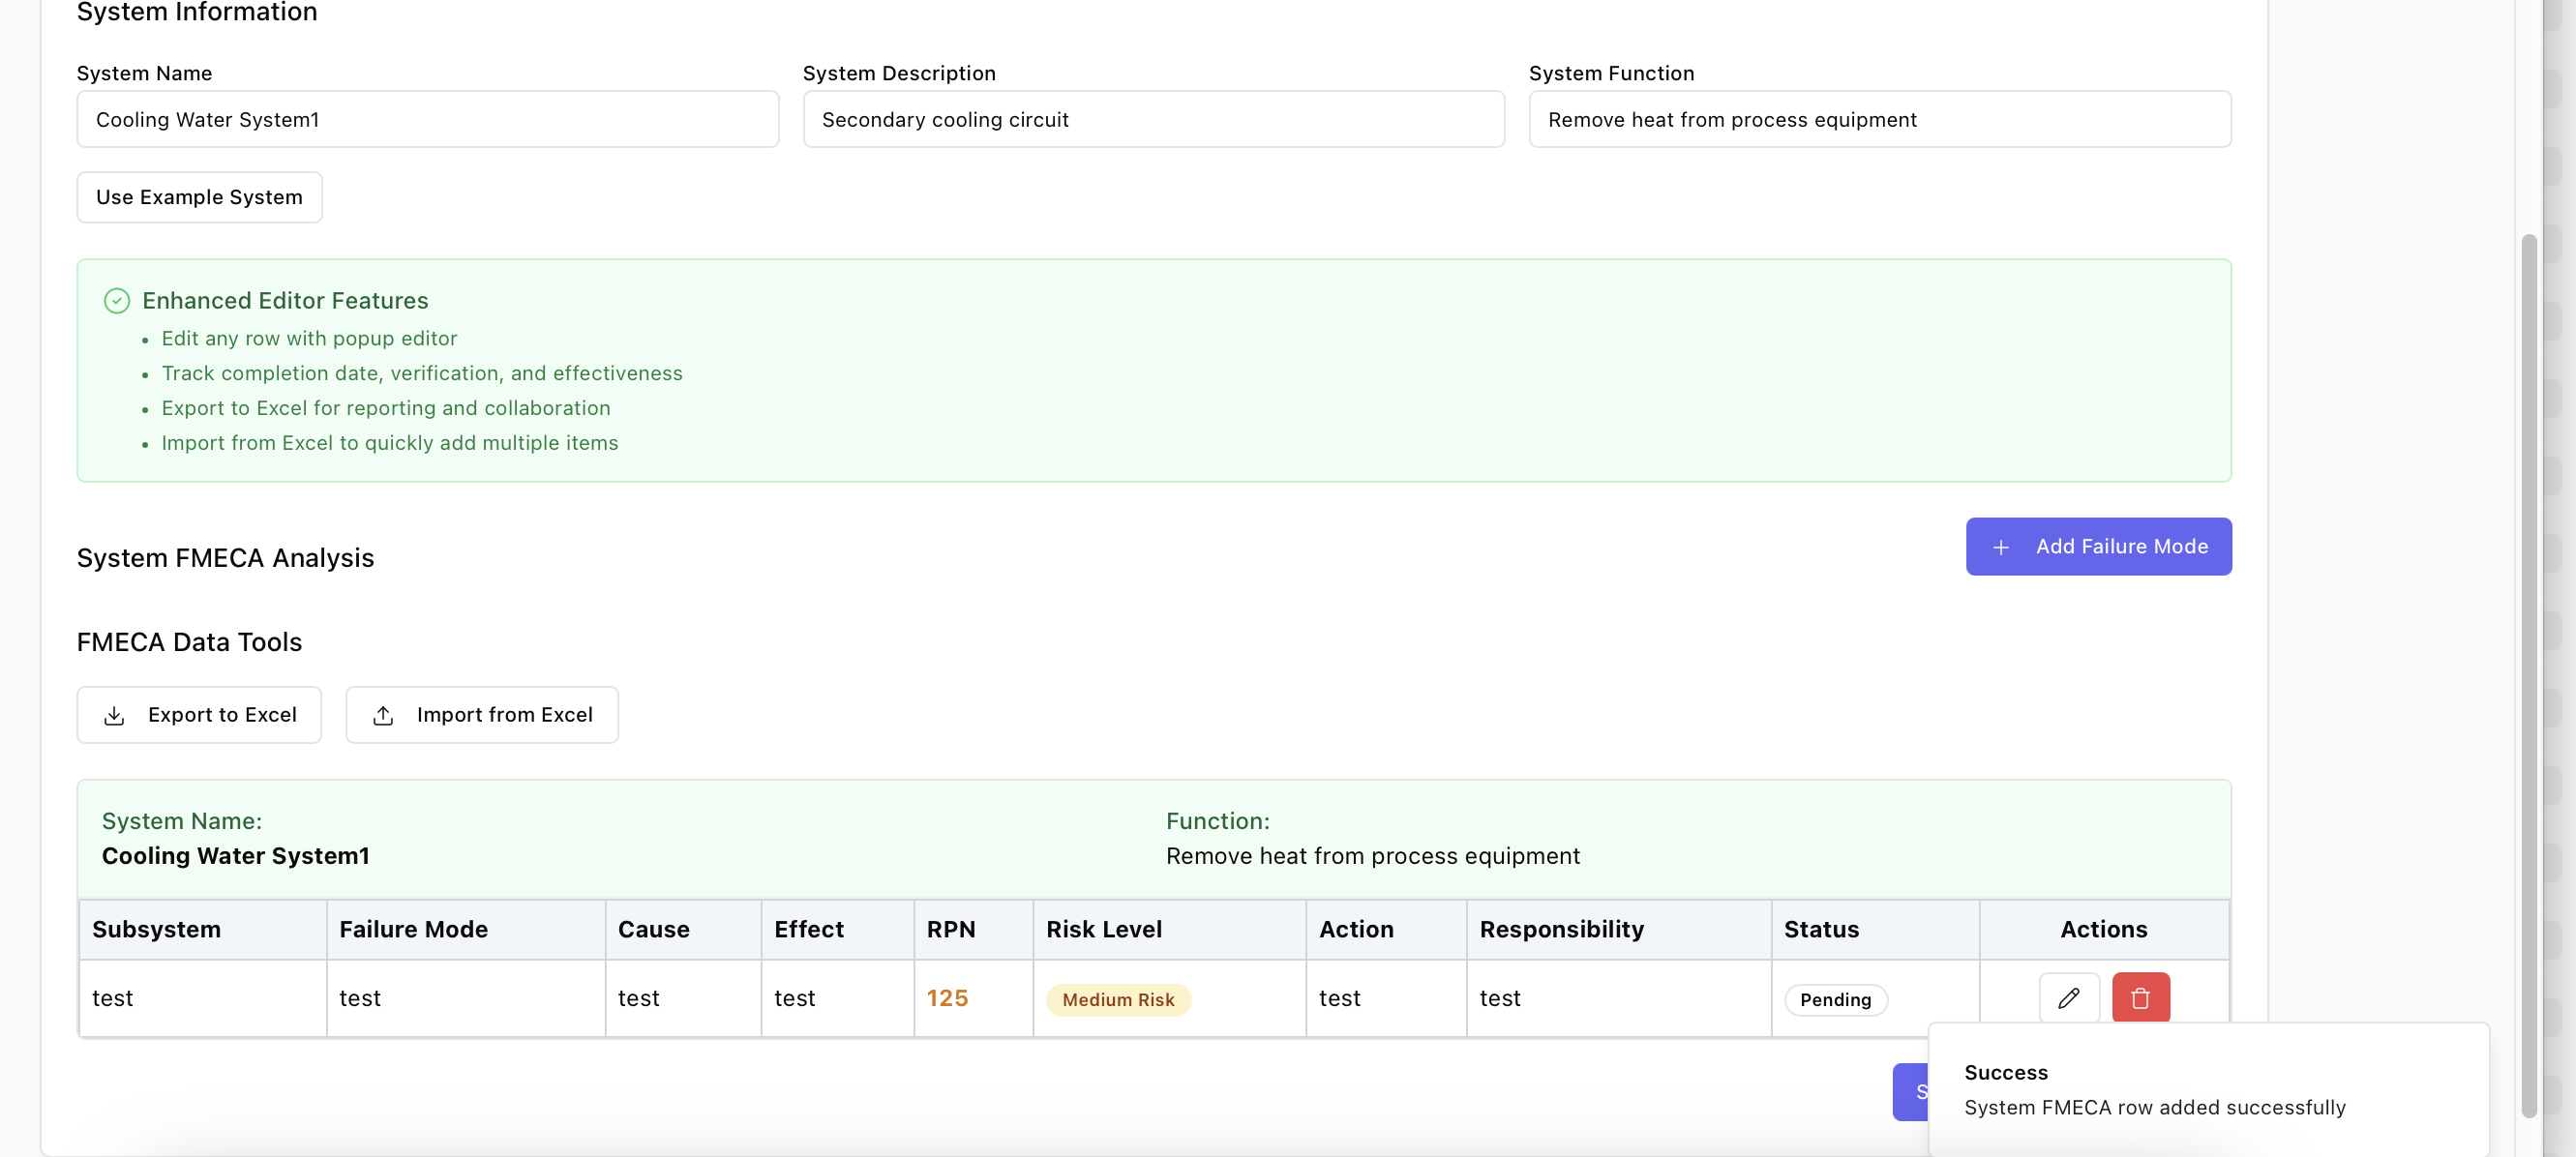 System Information
System Name
System Description
System Function
Cooling Water System1
Secondary cooling circuit
Remove heat from process equipment
Use Example System
Enhanced Editor Features
• Edit any row with popup editor
• Track completion date, verification, and effectiveness
• Export to Excel for reporting and collaboration
• Import from Excel to quickly add multiple items
System FMECA Analysis
+ Add Failure Mode
FMECA Data Tools
Export to Excel
Import from Excel
System Name:
Cooling Water System1
Function:
Remove heat from process equipment
Subsystem Failure Mode Cause Effect RPN Risk Level Action Responsibility Status Actions
test test test test 125 Medium Risk test test Pending
Success
System FMECA row added successfully